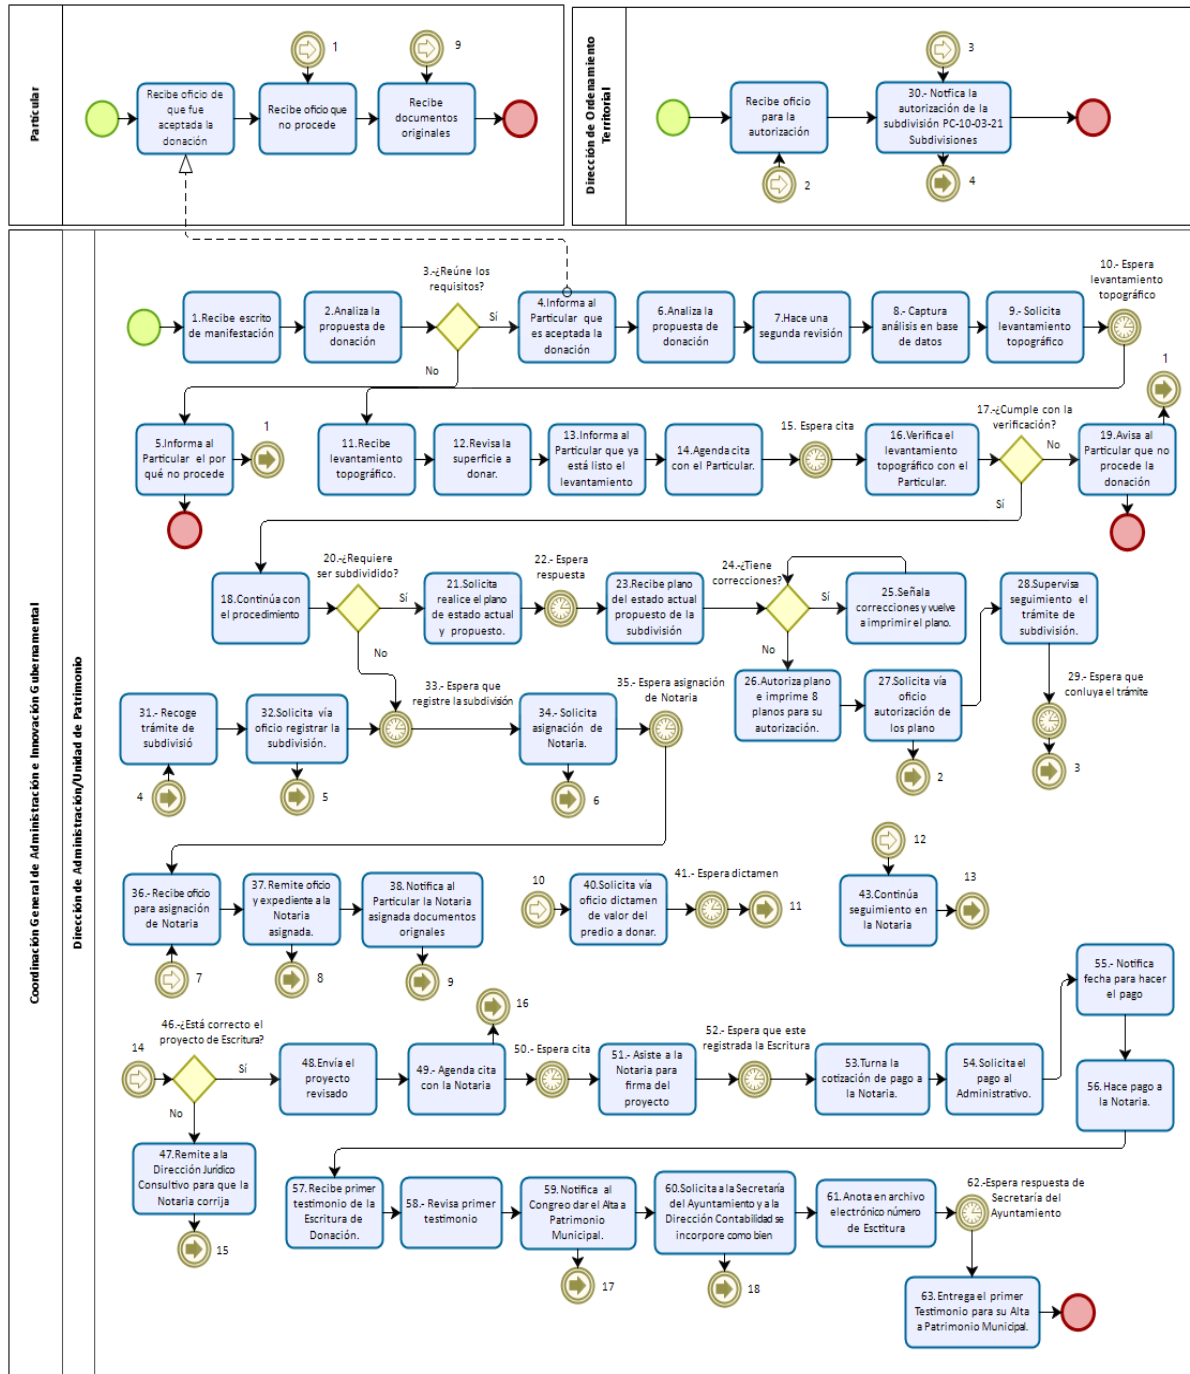 Particular
Recibe oficio de
que fue
aceptada la
donación
Recibe oficio que
no procede
1
Recibe
documentos
originales
9
Dirección de Ordenamiento
Territorial
Recibe oficio
para la
autorización
2
3
30.- Notfica la
autorización de la
subdivisión PC-10-03-21
Subdivisiones
4
Coordinación General de Administración e Innovación Gubernamental
Dirección de Administración/Unidad de Patrimonio
1.Recibe escrito
de manifestación
2.Analiza la
propuesta de
donación
3.-¿Reúne los
requisitos?
Sí
No
4.Informa al
Particular que
es aceptada la
donación
6.Analiza la
propuesta de
donación
7.Hace una
segunda revisión
8.- Captura
análisis en base
de datos
9.- Solicita
levantamiento
topográfico
10.- Espera
levantamiento
topográfico
5.Informa al
Particular el por
qué no procede
1
11.Recibe
levantamiento
topográfico.
12.Revisa la
superficie a
donar.
13.Informa al
Particular que ya
está listo el
levantamiento
14.Agenda cita
con el Particular.
15. Espera cita
16.Verifica el
levantamiento
topográfico con el
Particular.
17.-¿Cumple con la
verificación?
No
Sí
19.Avisa al
Particular que no
procede la
donación
1
18.Continúa con
el procedimiento
20.-¿Requiere
ser subdividido?
Sí
No
21.Solicita
realice el plano
de estado actual
y propuesto.
22.- Espera
respuesta
23.Recibe plano
del estado actual
propuesto de la
subdivisión
24.-¿Tiene
correcciones?
Sí
No
25.Señala
correcciones y vuelve
a imprimir el plano.
26.Autoriza plano
e imprime 8
planos para su
autorización.
27.Solicita vía
oficio
autorización de
los plano
2
28.Supervisa
seguimiento el
trámite de
subdivisión.
29.- Espera que
conluya el trámite
3
31.- Recoge
trámite de
subdivisió
4
32.Solicita vía
oficio registrar la
subdivisión.
5
33.- Espera que
registre la subdivisión
34.- Solicita
asignación de
Notaria.
6
35.- Espera asignación
de Notaria
36.- Recibe oficio
para asignación
de Notaria
7
37.Remite oficio
y expediente a la
Notaria
asignada.
8
38.Notifica al
Particular la Notaria
asignada documentos
orignales
9
10
40.Solicita vía
oficio dictamen
de valor del
predio a donar.
41.- Espera dictamen
11
12
43.Continúa
seguimiento en
la Notaria
13
14
46.-¿Está correcto el
proyecto de Escritura?
Sí
No
48.Envía el
proyecto
revisado
49.- Agenda cita
con la Notaria
16
50.- Espera cita
51.- Asiste a la
Notaria para
firma del
proyecto
52.- Espera que este
registrada la Escritura
53.Turna la
cotización de pago a
la Notaria.
54.Solicita el
pago al
Administrativo.
55.- Notifica
fecha para hacer
el pago
56.Hace pago a
la Notaria.
47.Remite a la
Dirección Jurídico
Consultivo para que la
Notaria corrija
15
57.Recibe primer
testimonio de la
Escritura de
Donación.
58.- Revisa primer
testimonio
59.Notifica al
Congreo dar el Alta a
Patrimonio
Municipal.
17
60.Solicita a la Secretaría
del Ayuntamiento y a la
Dirección Contabilidad se
incorpore como bien
18
61.Anota en archivo
electrónico número
de Esctitura
62.-Espera respuesta de
Secretaría del
Ayuntamiento
63.Entrega el primer
Testimonio para su Alta
a Patrimonio Municipal.